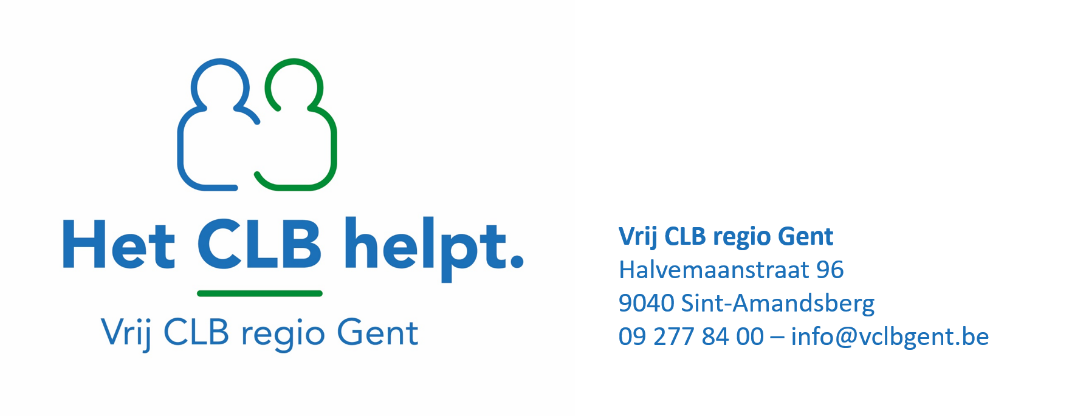 Het CLB helpt.
Vrij CLB regio Gent
Vrij CLB regio Gent
Halvemaanstraat 96
9040 Sint-Amandsberg
09 277 84 00 – info@vclbgent.be